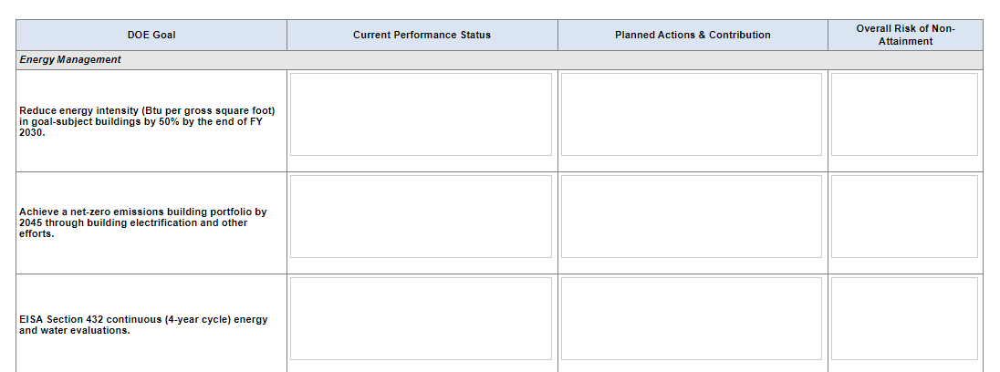 DOE Goal
Current Performance Status
Planned Actions & Contribution
Overall Risk of Non-
Attainment
Energy Management
Reduce energy intensity (Btu per gross square foot)
in goal-subject buildings by 50% by the end of FY
2030.
Achieve a net-zero emissions building portfolio by
2045 through building electrification and other
efforts.
EISA Section 432 continuous (4-year cycle) energy
and water evaluations.